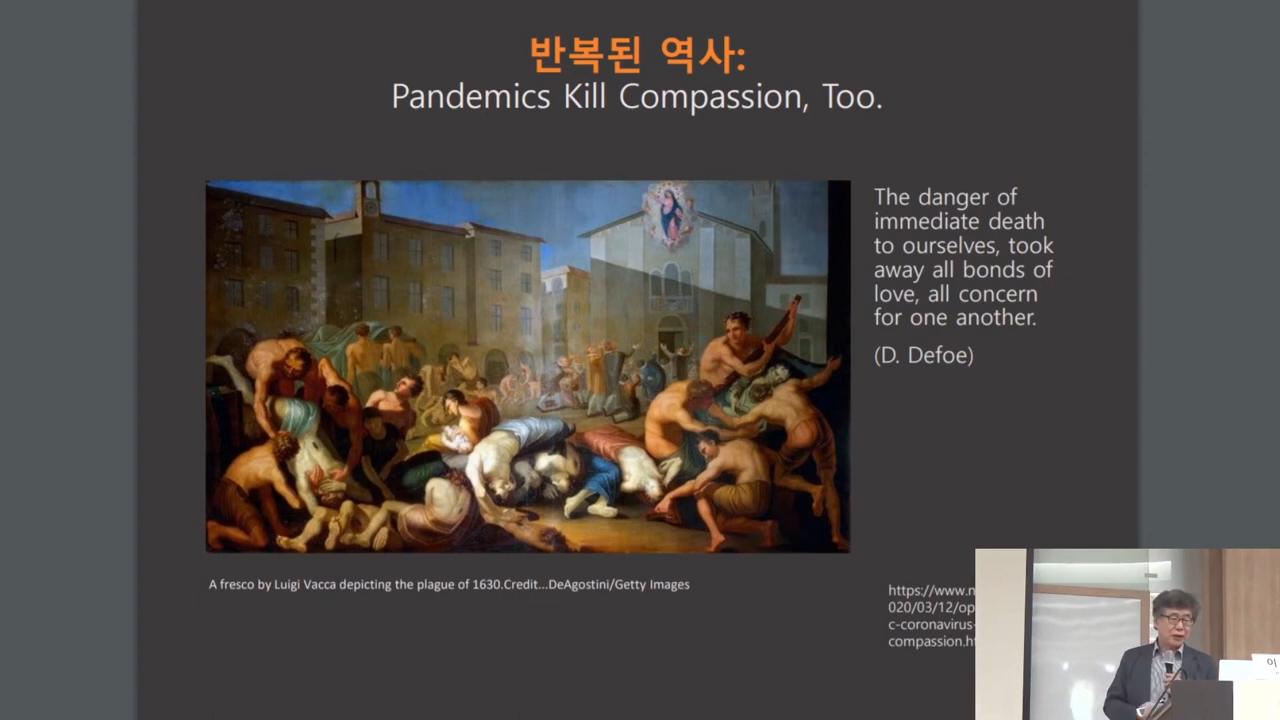 반복된 역사:
Pandemics Kill Compassion, Too.
The danger of
immediate death
to ourselves, took
away all bonds of
love, all concern
for one another.
(D. Defoe)
A fresco by Luigi Vacca depicting the plague of 1630.Credit...DeAgostini/Getty Images
https://www.n
020/03/12/op
c-coronavirus-
compassion.ht
이